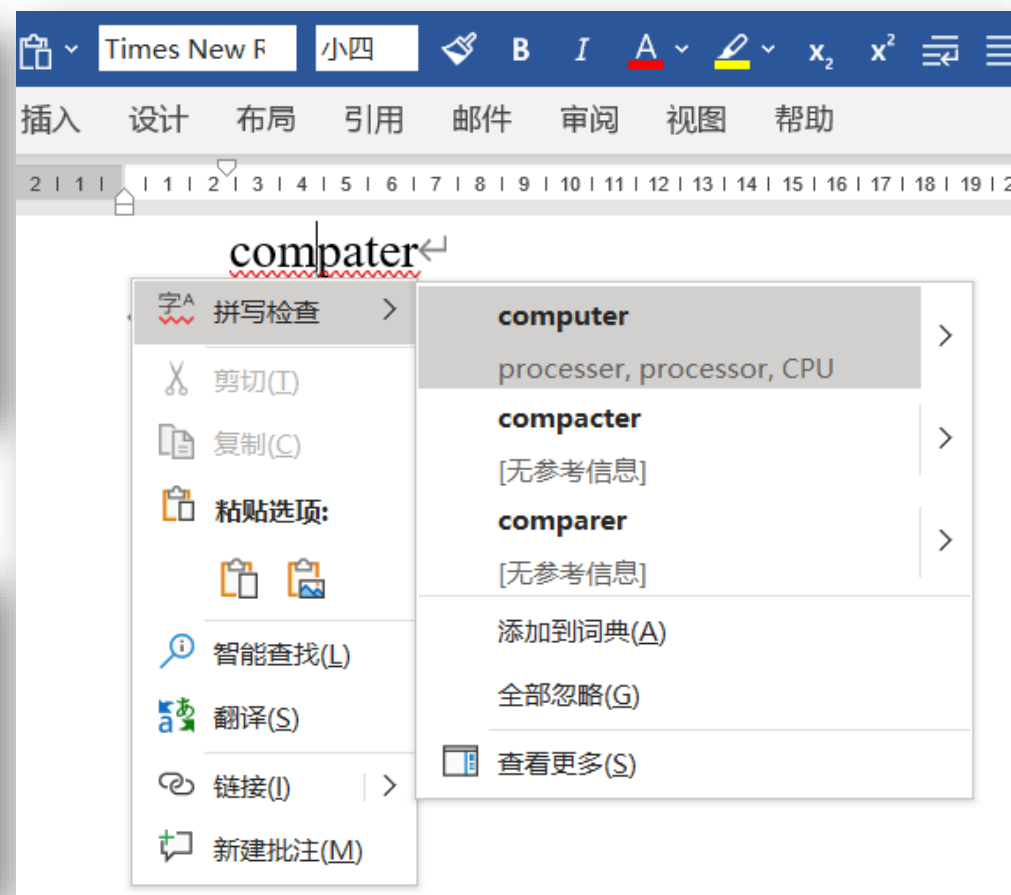 Times New R 小四 B I A x₂ x²
插入 设计 布局 引用 邮件 审阅 视图 帮助
2 1 1 2 3 4 5 6 7 8 9 10 11 12 13 14 15 16 17 18 19 2
compater
字A 拼写检查
剪切(T)
复制(C)
粘贴选项:
智能查找(L)
aあ 翻译(S)
链接(I)
新建批注(M)
computer
processer, processor, CPU
compacter
[无参考信息]
comparer
[无参考信息]
添加到词典(A)
全部忽略(G)
查看更多(S)